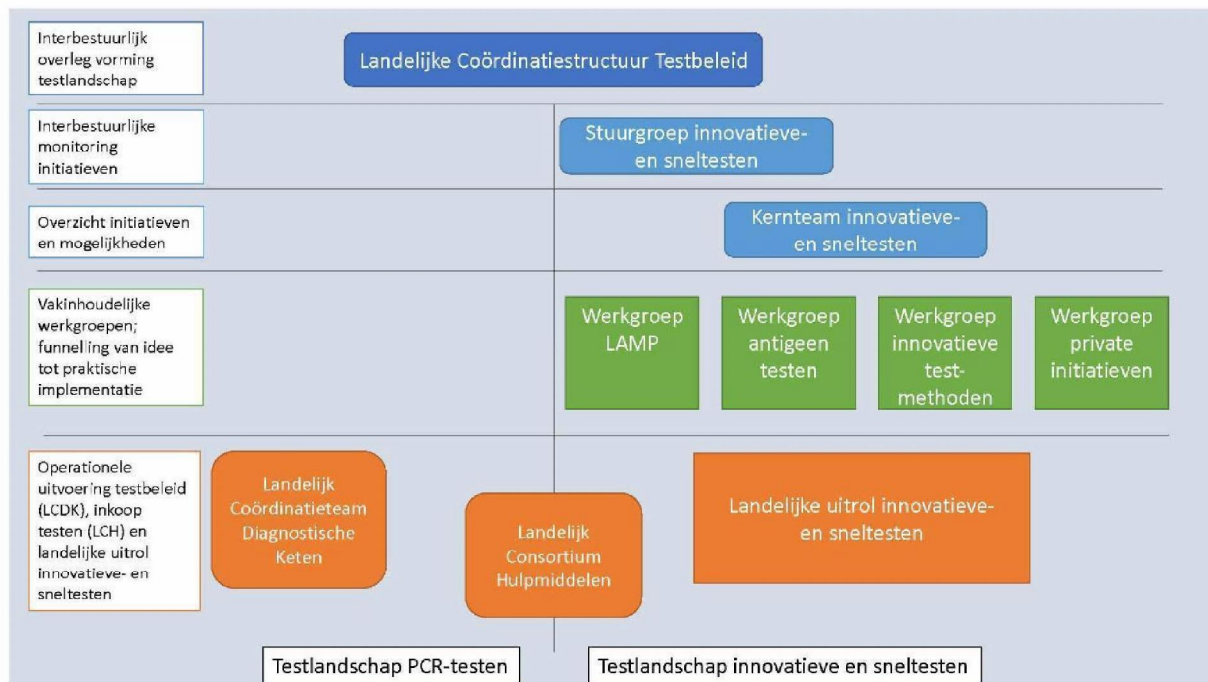 Interbestuurlijk
overleg vorming
testlandschap
Landelijke Coördinatiestructuur Testbeleid
Interbestuurlijke
monitoring
initiatieven
Stuurgroep innovatieve-
en sneltesten
Overzicht initiatieven
en mogelijkheden
Kernteam innovatieve-
en sneltesten
Vakinhoudelijke
werkgroepen;
funnelling van idee
tot praktische
implementatie
Werkgroep
LAMP
Werkgroep
antigeen
testen
Werkgroep
innovatieve
test-
methoden
Werkgroep
private
initiatieven
Operationele
uitvoering testbeleid
(LCDK), inkoop
testen (LCH) en
landelijke uitrol
innovatieve- en
sneltesten
Landelijk
Coördinatieteam
Diagnostische
Keten
Landelijk
Consortium
Hulpmiddelen
Landelijke uitrol innovatieve-
en sneltesten
Testlandschap PCR-testen
Testlandschap innovatieve en sneltesten